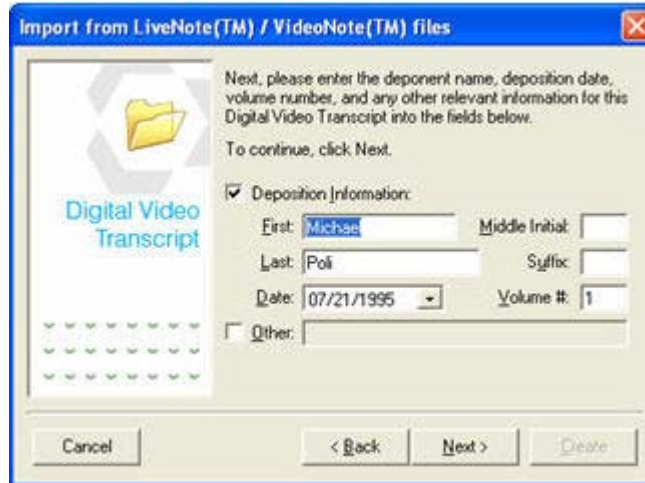 Import from LiveNote(TM) / VideoNote(TM) files
Next, please enter the deponent name, deposition date,
volume number, and any other relevant information for this
Digital Video Transcript into the fields below.
To continue, click Next.
Digital Video
Transcript
Deposition Information:
First: Michae Middle Initial:
Last: Poli Suffix:
Date: 07/21/1995 Volume #: 1
Other:
Cancel < Back Next > Create